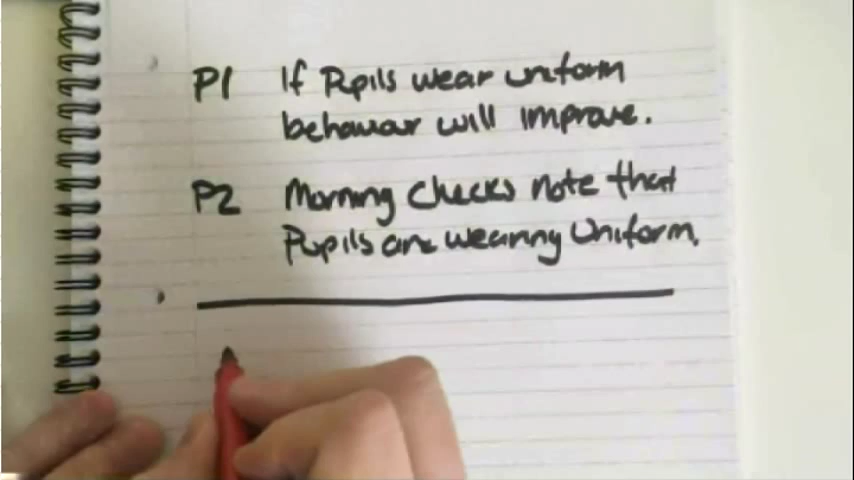 P1 If Pupils wear uniform
behaviour will improve.
P2 Morning checks note that
Pupils are wearing Uniform.